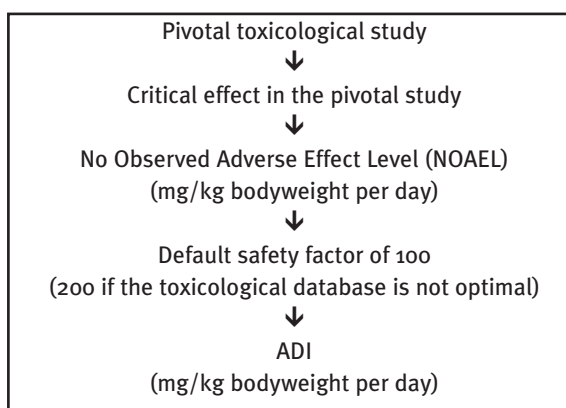 Pivotal toxicological study
↓
Critical effect in the pivotal study
↓
No Observed Adverse Effect Level (NOAEL)
(mg/kg bodyweight per day)
↓
Default safety factor of 100
(200 if the toxicological database is not optimal)
↓
ADI
(mg/kg bodyweight per day)